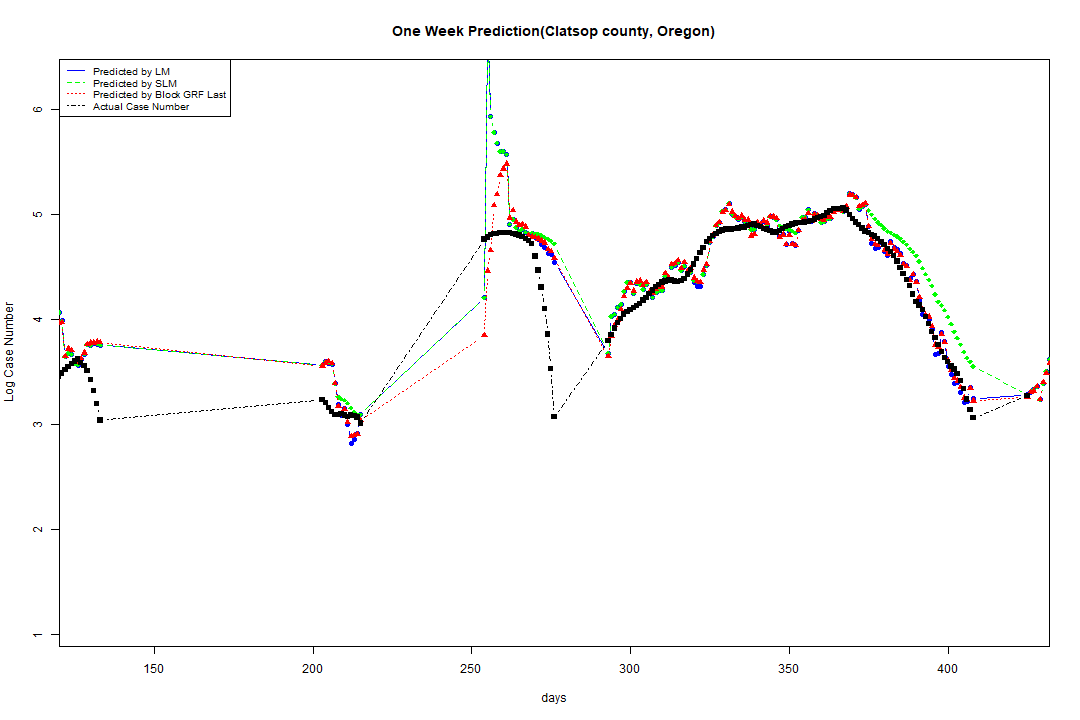 One Week Prediction(Clatsop county, Oregon)
Predicted by LM
Predicted by SLM
Predicted by Block GRF Last
Actual Case Number
Log Case Number
6
5
4
3
2
1
150 200 250 300 350 400
days